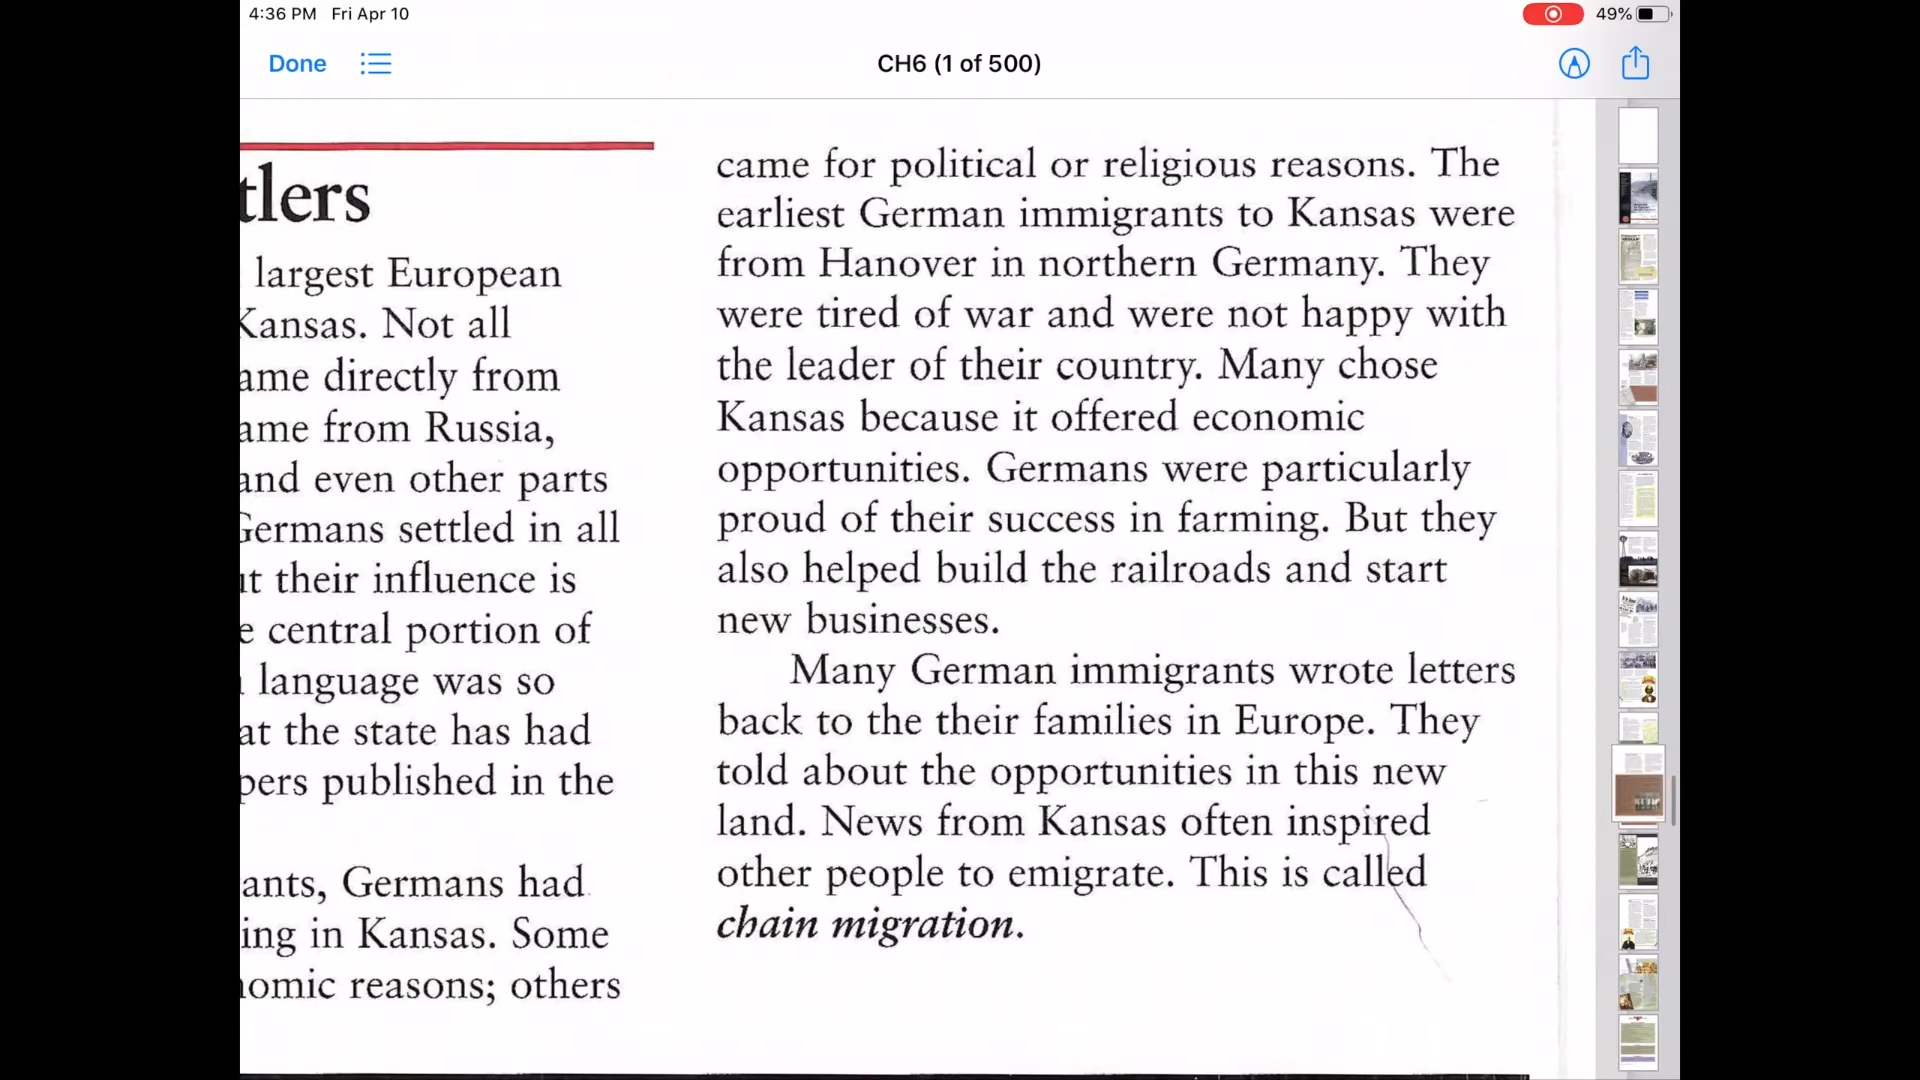 4:36 PM Fri Apr 10
49%
Done
CH6 (1 of 500)
tlers
largest European
Kansas. Not all
ame directly from
ame from Russia,
and even other parts
Germans settled in all
ut their influence is
e central portion of
language was so
at the state has had
pers published in the
ants, Germans had
ing in Kansas. Some
nomic reasons; others
came for political or religious reasons. The
earliest German immigrants to Kansas were
from Hanover in northern Germany. They
were tired of war and were not happy with
the leader of their country. Many chose
Kansas because it offered economic
opportunities. Germans were particularly
proud of their success in farming. But they
also helped build the railroads and start
new businesses.
Many German immigrants wrote letters
back to the their families in Europe. They
told about the opportunities in this new
land. News from Kansas often inspired
other people to emigrate. This is called
chain migration.